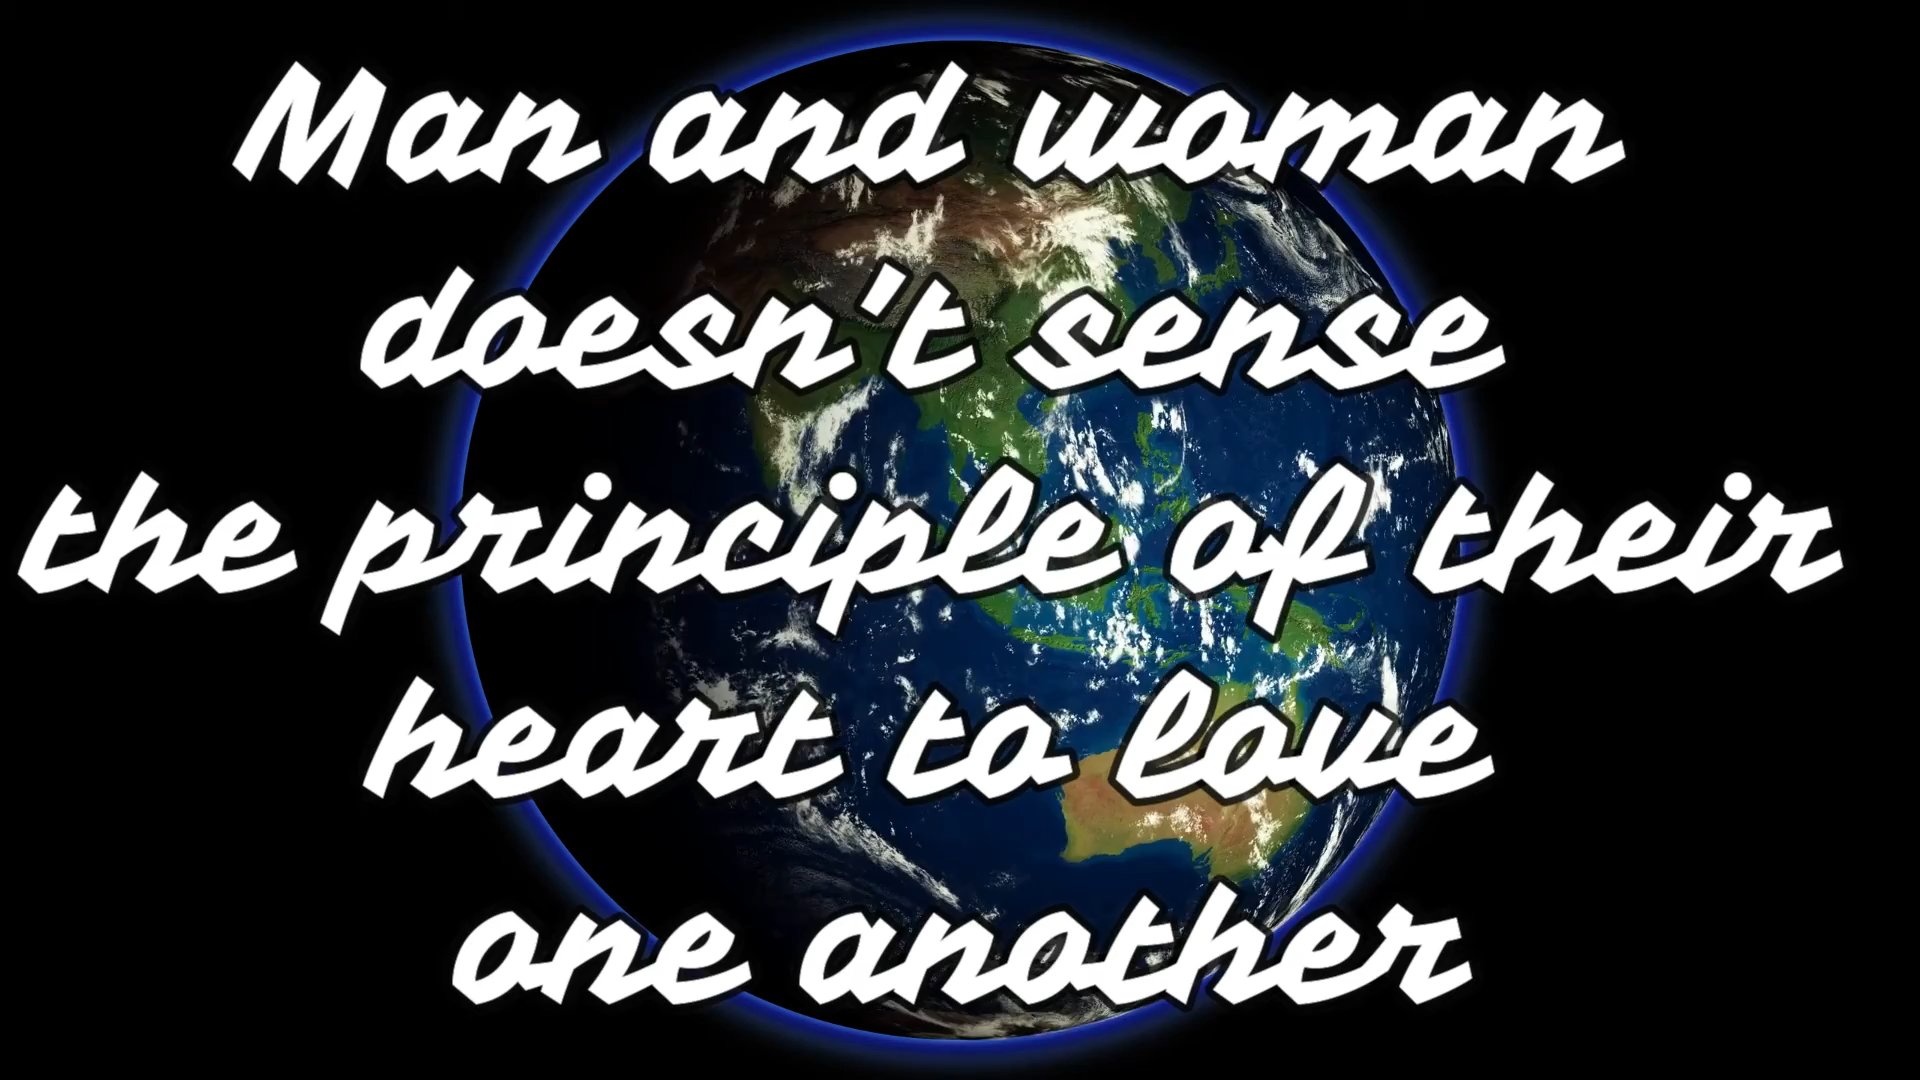 Man and woman
doesn't sense
the principle of their
heart to love
one another